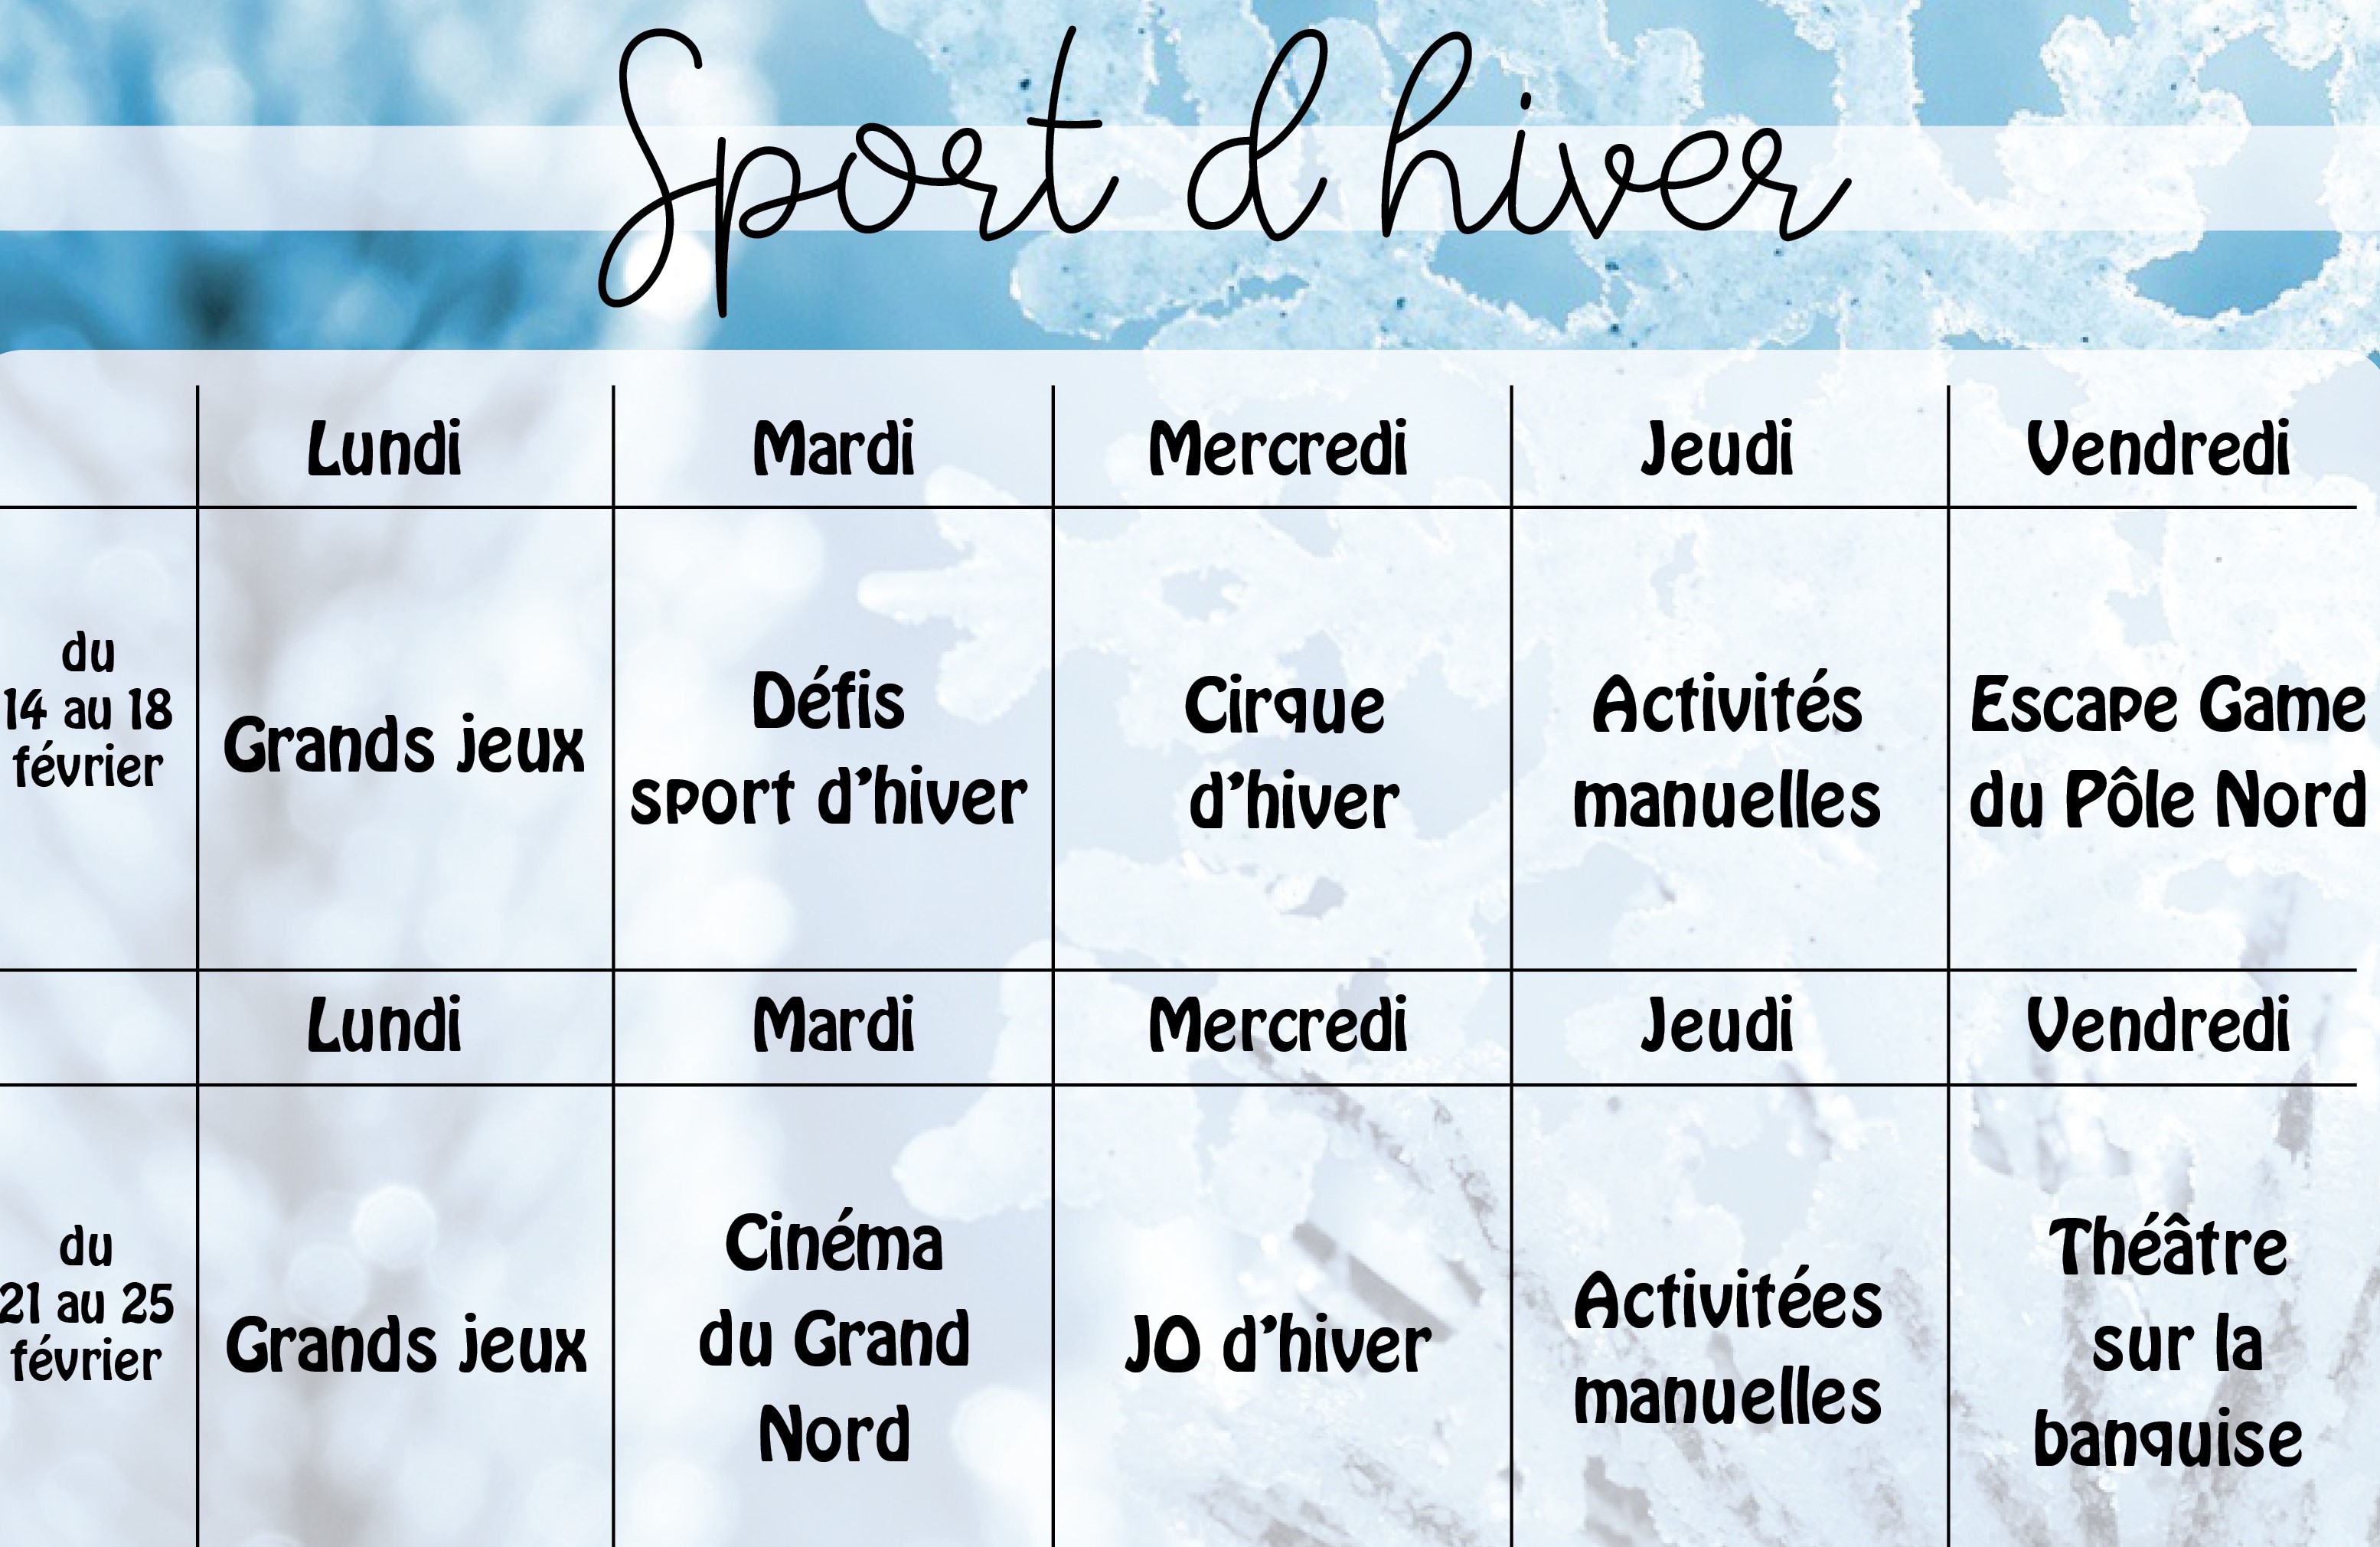 Sport d hiver
Lundi Mardi Mercredi Jeudi Vendredi
du
14 au 18
février
Grands jeux
Défis
sport d’hiver
Cirque
d’hiver
Activités
manuelles
Escape Game
du Pôle Nord
Lundi Mardi Mercredi Jeudi Vendredi
du
21 au 25
février
Grands jeux
Cinéma
du Grand
Nord
JO d’hiver
Activitées
manuelles
Théâtre
sur la
banquise